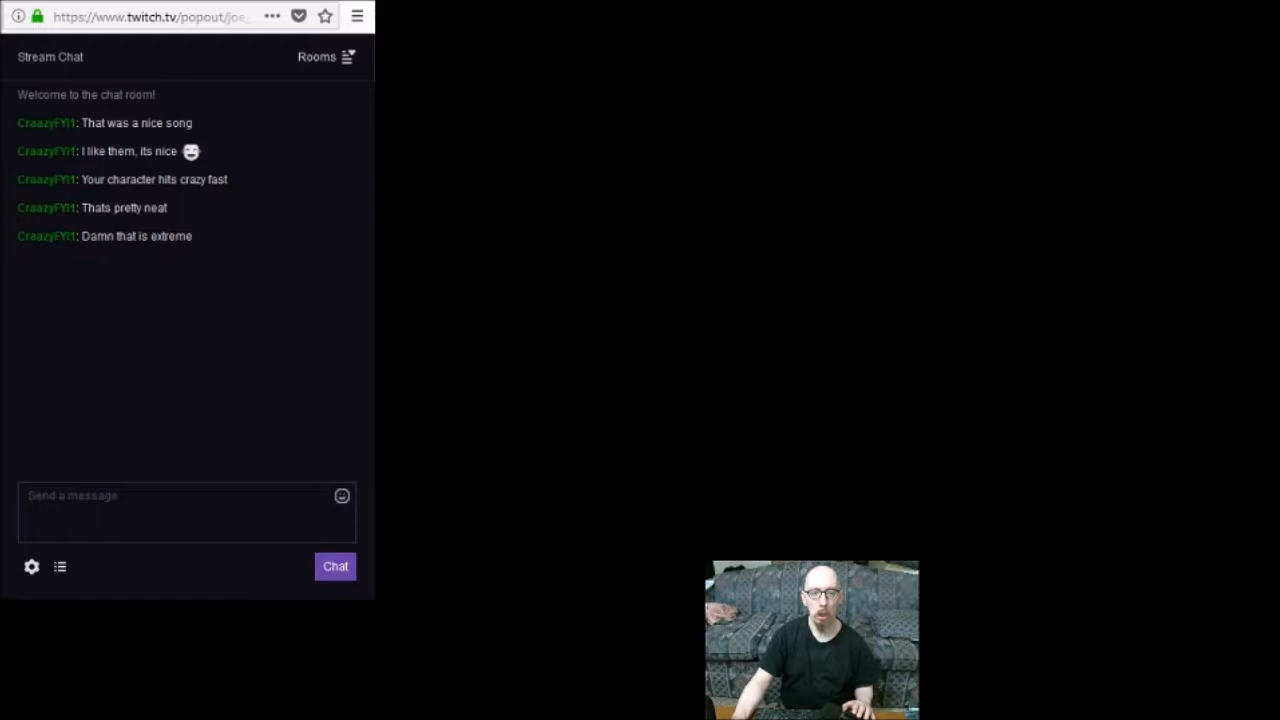 https://www.twitch.tv/popout/joe_
Stream Chat
Rooms
Welcome to the chat room!
CraazyFYI1: That was a nice song
CraazyFYI1: I like them, its nice
CraazyFYI1: Your character hits crazy fast
CraazyFYI1: Thats pretty neat
CraazyFYI1: Damn that is extreme
Send a message
Chat